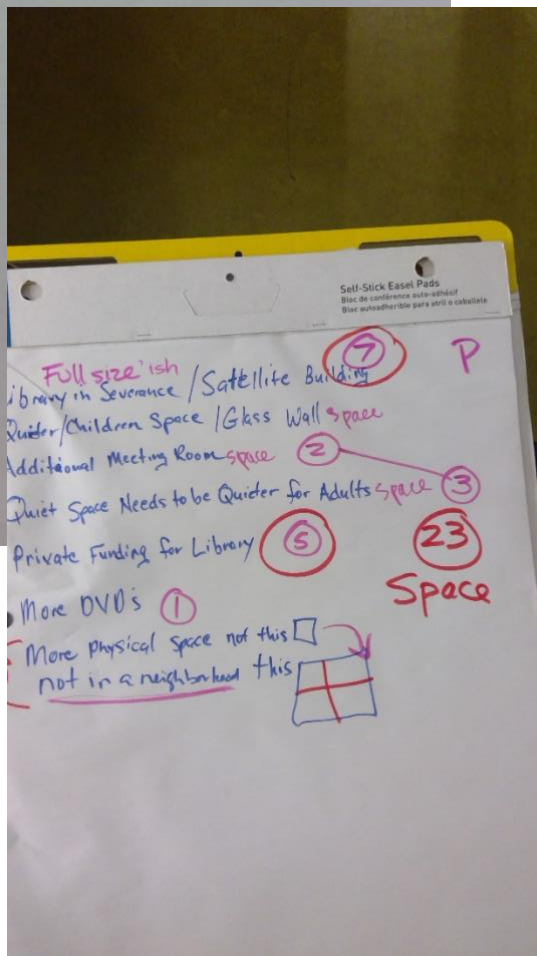 Self-Stick Easel Pads
Bloc de conférence auto-adhésif
Bloc autoadherible para atril o caballete
Full size'ish
ibrary in Severance / Satellite Building 7 P
Quieter/Children Space / Glass Wall space
Additional Meeting Room space 2
Quiet Space Needs to be Quieter for Adults space 3
Private Funding for Library 5 23
Space
More DVD's 1
More physical space not this
not in a neighborhood this